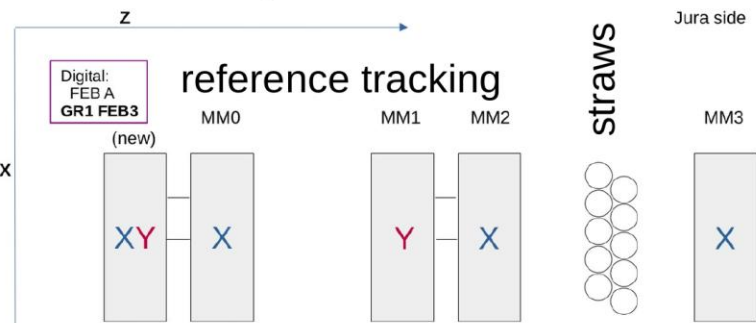 Z
Jura side
Digital:
FEB A
GR1 FEB3
reference tracking
straws
(new)
MM0
MM1
MM2
MM3
X
XY
X
Y
X
X